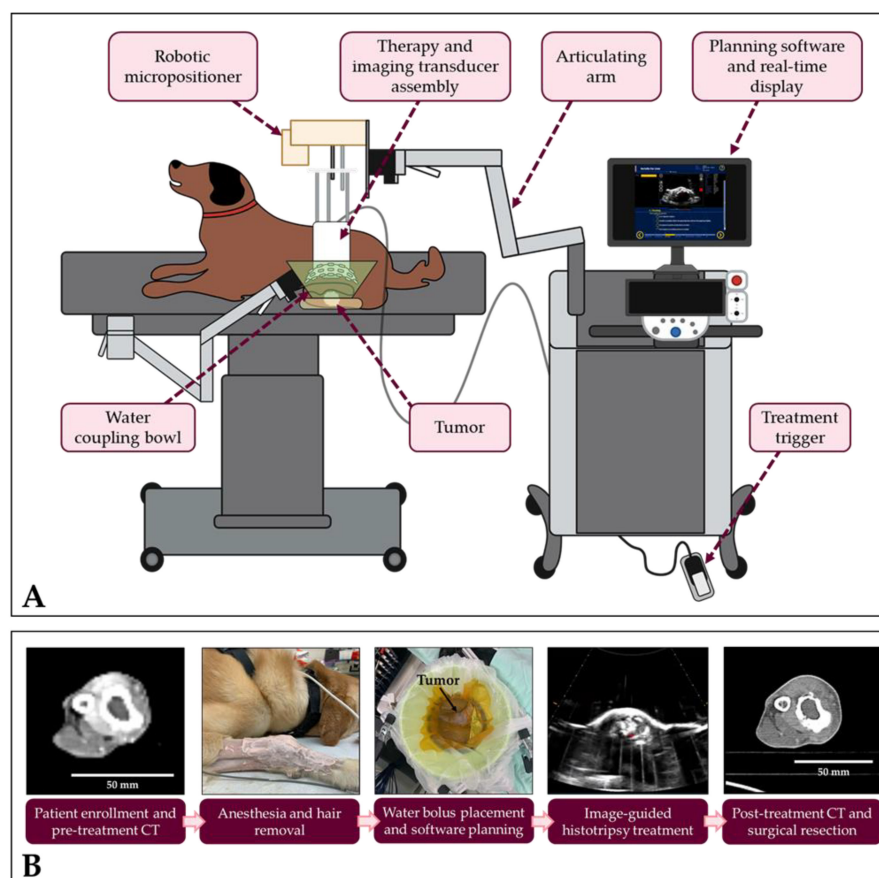 Robotic
micropositioner
Therapy and
imaging transducer
assembly
Articulating
arm
Planning software
and real-time
display
Water
coupling bowl
Tumor
Treatment
trigger
A
Tumor
50 mm
50 mm
Patient enrollment and
pre-treatment CT
Anesthesia and hair
removal
Water bolus placement
and software planning
Image-guided
histotripsy treatment
Post-treatment CT and
surgical resection
B